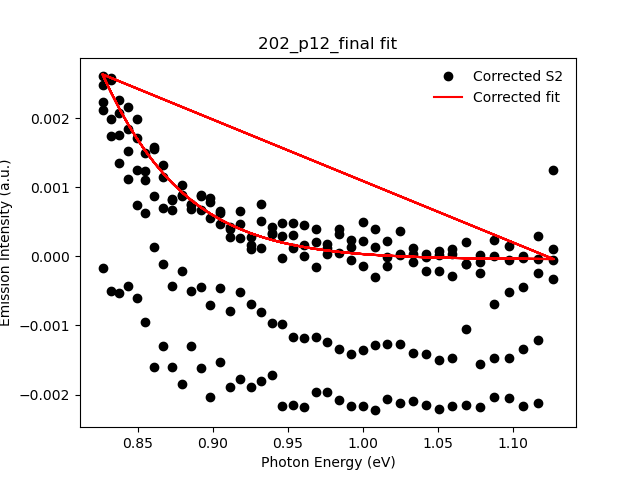 202_p12_final fit
Corrected S2
Corrected fit
Emission Intensity (a.u.)
0.002
0.001
0.000
−0.001
−0.002
0.85 0.90 0.95 1.00 1.05 1.10
Photon Energy (eV)